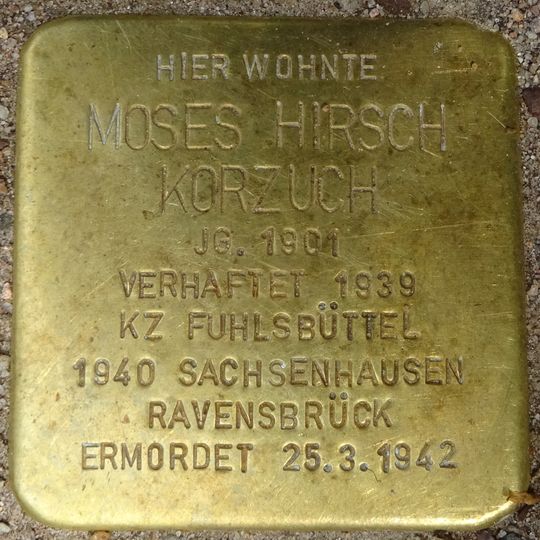 HIER WOHNTE
MOSES HIRSCH
KORZUCH
JG. 1901
VERHAFTET 1939
KZ FUHLSBÜTTEL
1940 SACHSENHAUSEN
RAVENSBRÜCK
ERMORDET 25.3.1942